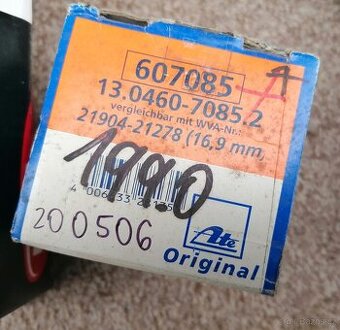 607085
13.0460-7085.2
vergleichbar mit WVA-Nr.:
21904-21278 (16,9 mm
1990
200506
Ate
Original